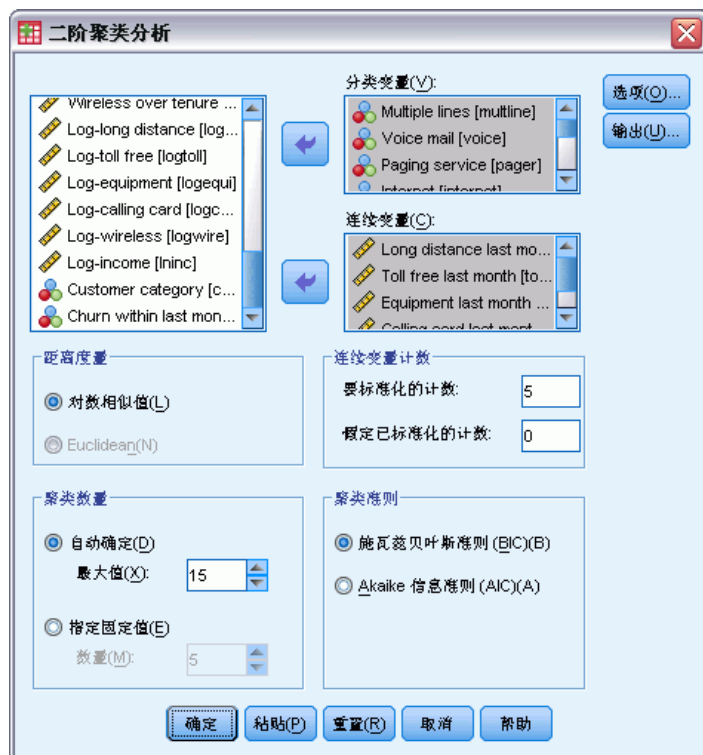 二阶聚类分析
Wireless over tenure ...
Log-long distance [log...
Log-toll free [logtoll]
Log-equipment [logequi]
Log-calling card [logc...
Log-wireless [logwire]
Log-income [lninc]
Customer category [c...
Churn within last mon...
分类变量(V):
Multiple lines [multline]
Voice mail [voice]
Paging service [pager]
Internet [internet]
连续变量(C):
Long distance last mo...
Toll free last month [to...
Equipment last month ...
Calling card last mont...
选项(O)...
输出(U)...
距离度量
对数相似值(L)
Euclidean(N)
连续变量计数
要标准化的计数:
5
假定已标准化的计数:
0
聚类数量
自动确定(D)
最大值(X):
15
指定固定值(E)
数量(M):
5
聚类准则
施瓦兹贝叶斯准则 (BIC)(B)
Akaike 信息准则 (AIC)(A)
确定
粘贴(P)
重置(R)
取消
帮助